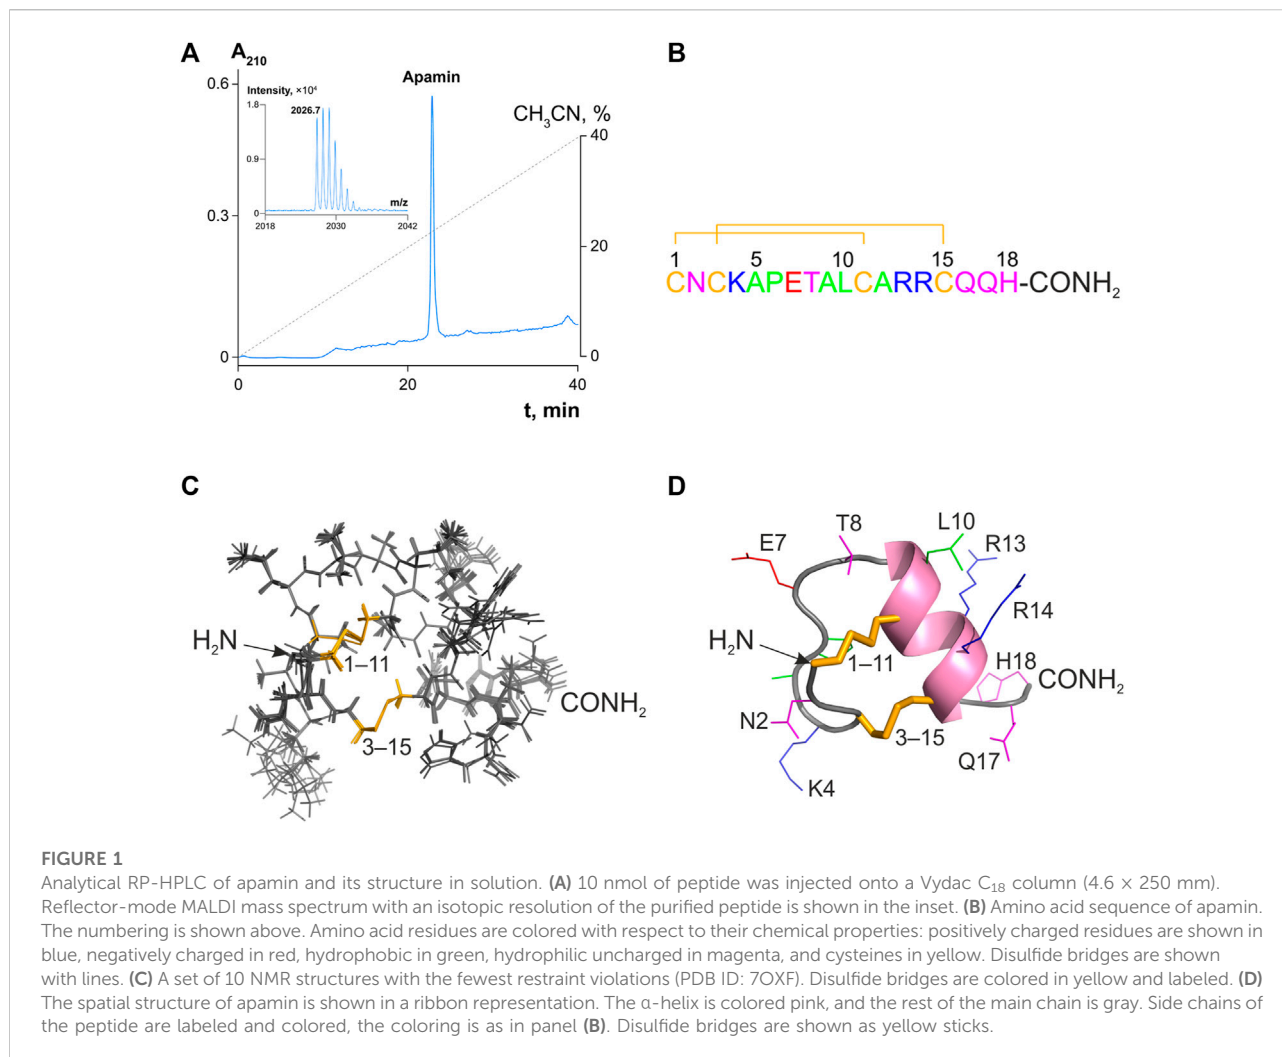 A
A210
0.6
0.3
0
Apamin
CH3CN, %
40
20
0
Intensity, ×10⁴
1.8
2026.7
0.9
0
m/z
2018
2030
2042
0
20
40
t, min
B
1 5 10 15 18
CNCKAPETALCARRCQQH-CONH2
C
H2N
1–11
3–15
CONH2
D
E7
T8
L10
R13
R14
H2N
1–11
H18
CONH2
N2
3–15
Q17
K4
FIGURE 1
Analytical RP-HPLC of apamin and its structure in solution. (A) 10 nmol of peptide was injected onto a Vydac C18 column (4.6 × 250 mm).
Reflector-mode MALDI mass spectrum with an isotopic resolution of the purified peptide is shown in the inset. (B) Amino acid sequence of apamin.
The numbering is shown above. Amino acid residues are colored with respect to their chemical properties: positively charged residues are shown in
blue, negatively charged in red, hydrophobic in green, hydrophilic uncharged in magenta, and cysteines in yellow. Disulfide bridges are shown
with lines. (C) A set of 10 NMR structures with the fewest restraint violations (PDB ID: 7OXF). Disulfide bridges are colored in yellow and labeled. (D)
The spatial structure of apamin is shown in a ribbon representation. The α-helix is colored pink, and the rest of the main chain is gray. Side chains of
the peptide are labeled and colored, the coloring is as in panel (B). Disulfide bridges are shown as yellow sticks.